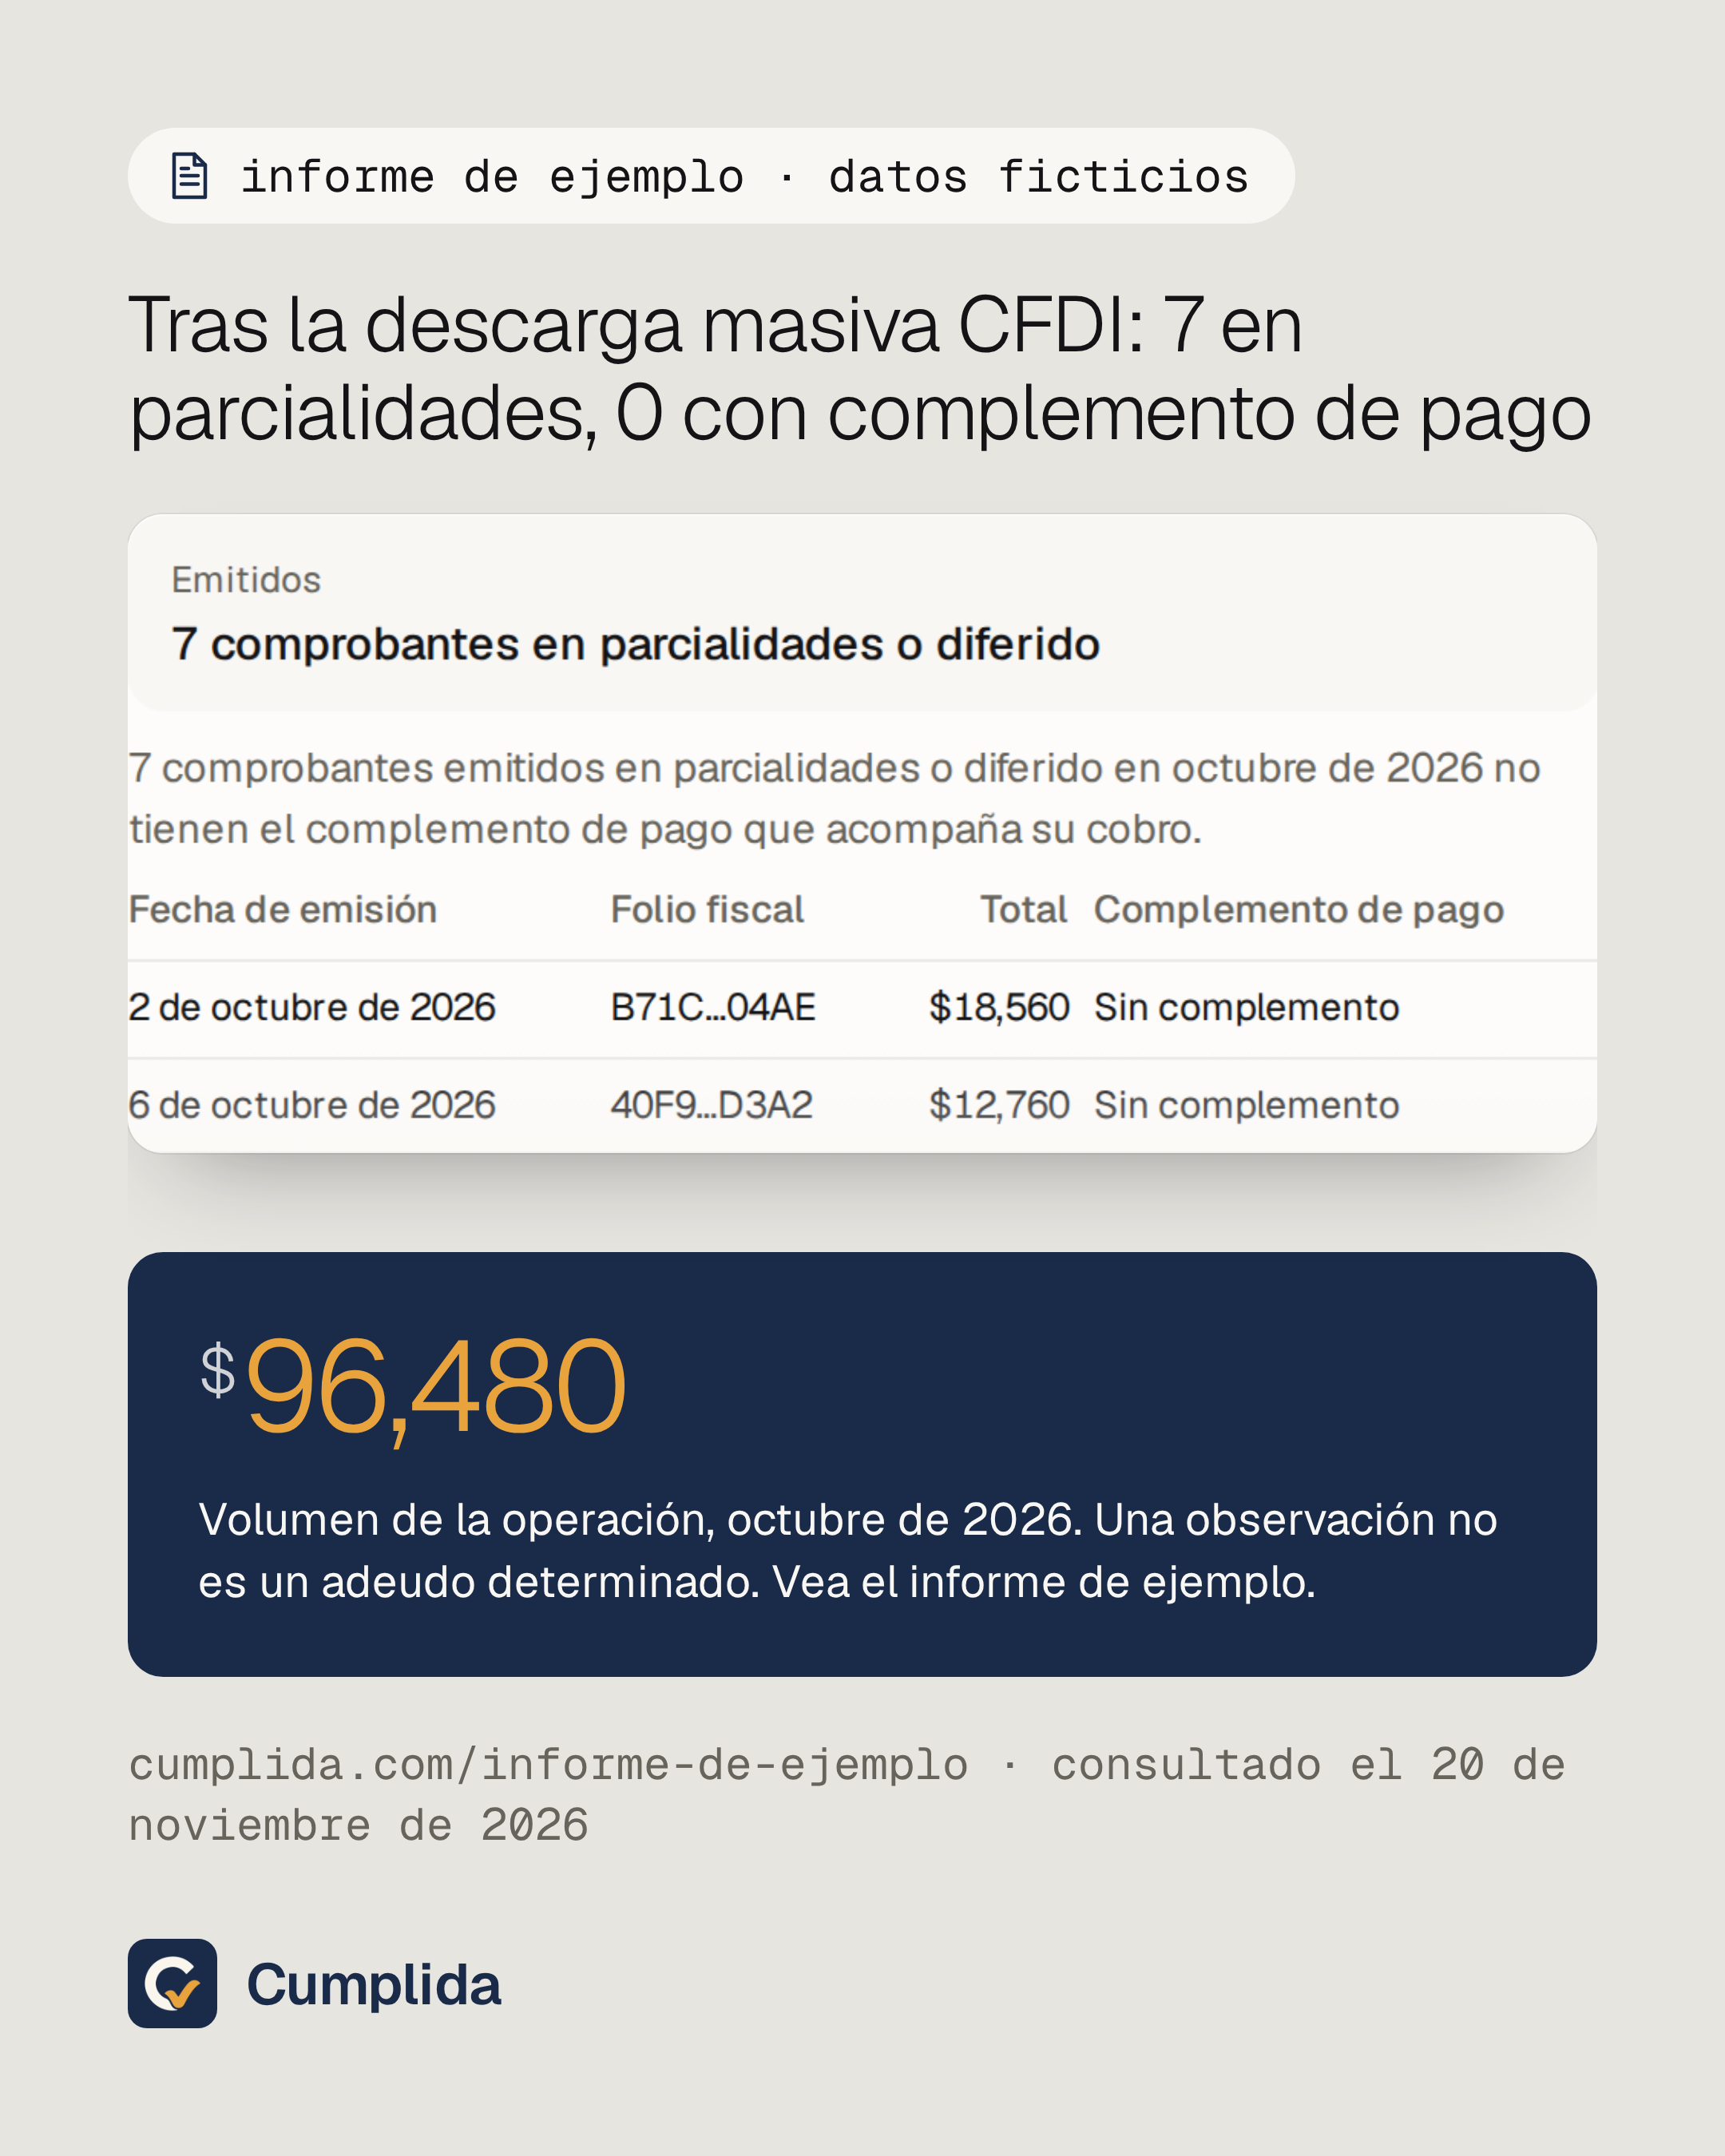 informe de ejemplo · datos ficticios
Tras la descarga masiva CFDI: 7 en
parcialidades, 0 con complemento de pago
Emitidos
7 comprobantes en parcialidades o diferido
7 comprobantes emitidos en parcialidades o diferido en octubre de 2026 no
tienen el complemento de pago que acompaña su cobro.
Fecha de emisión Folio fiscal Total Complemento de pago
2 de octubre de 2026 B71C…04AE $18,560 Sin complemento
6 de octubre de 2026 40F9…D3A2 $12,760 Sin complemento
$96,480
Volumen de la operación, octubre de 2026. Una observación no
es un adeudo determinado. Vea el informe de ejemplo.
cumplida.com/informe-de-ejemplo · consultado el 20 de
noviembre de 2026
Cumplida